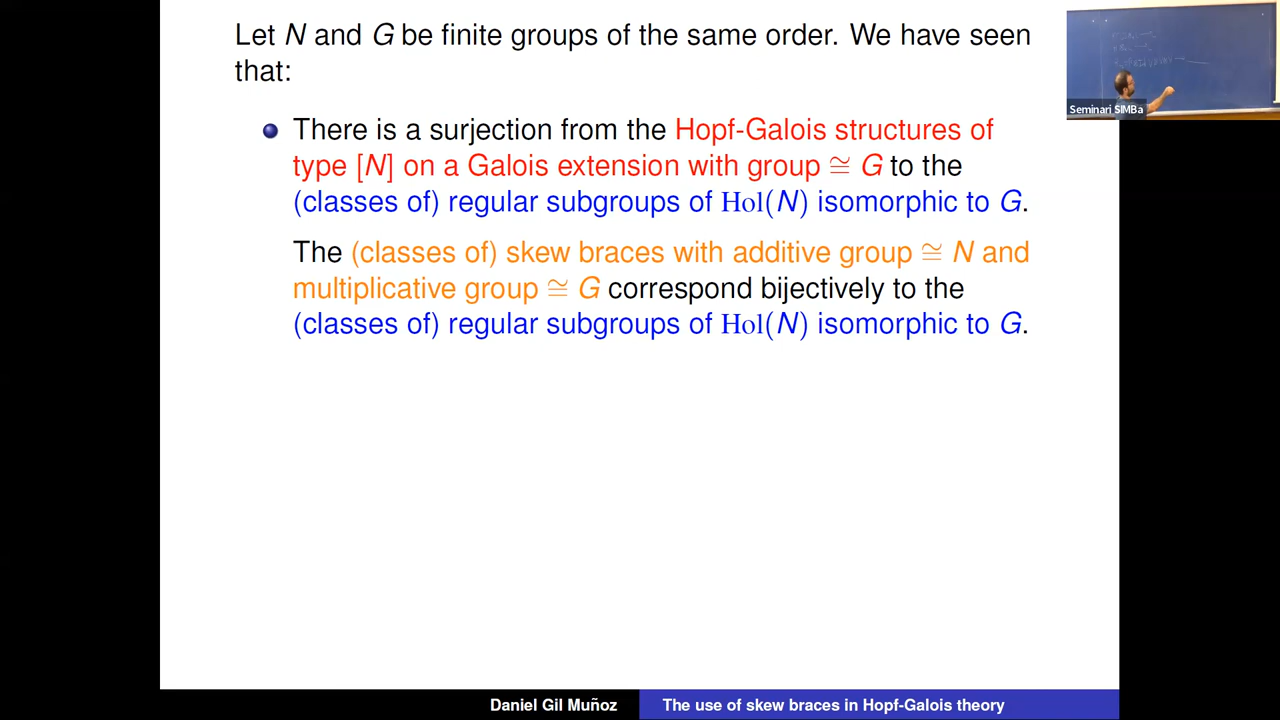 Let N and G be finite groups of the same order. We have seen
that:
There is a surjection from the Hopf-Galois structures of
type [N] on a Galois extension with group ≅ G to the
(classes of) regular subgroups of Hol(N) isomorphic to G.
The (classes of) skew braces with additive group ≅ N and
multiplicative group ≅ G correspond bijectively to the
(classes of) regular subgroups of Hol(N) isomorphic to G.
Seminari SIMBa
Daniel Gil Muñoz
The use of skew braces in Hopf-Galois theory